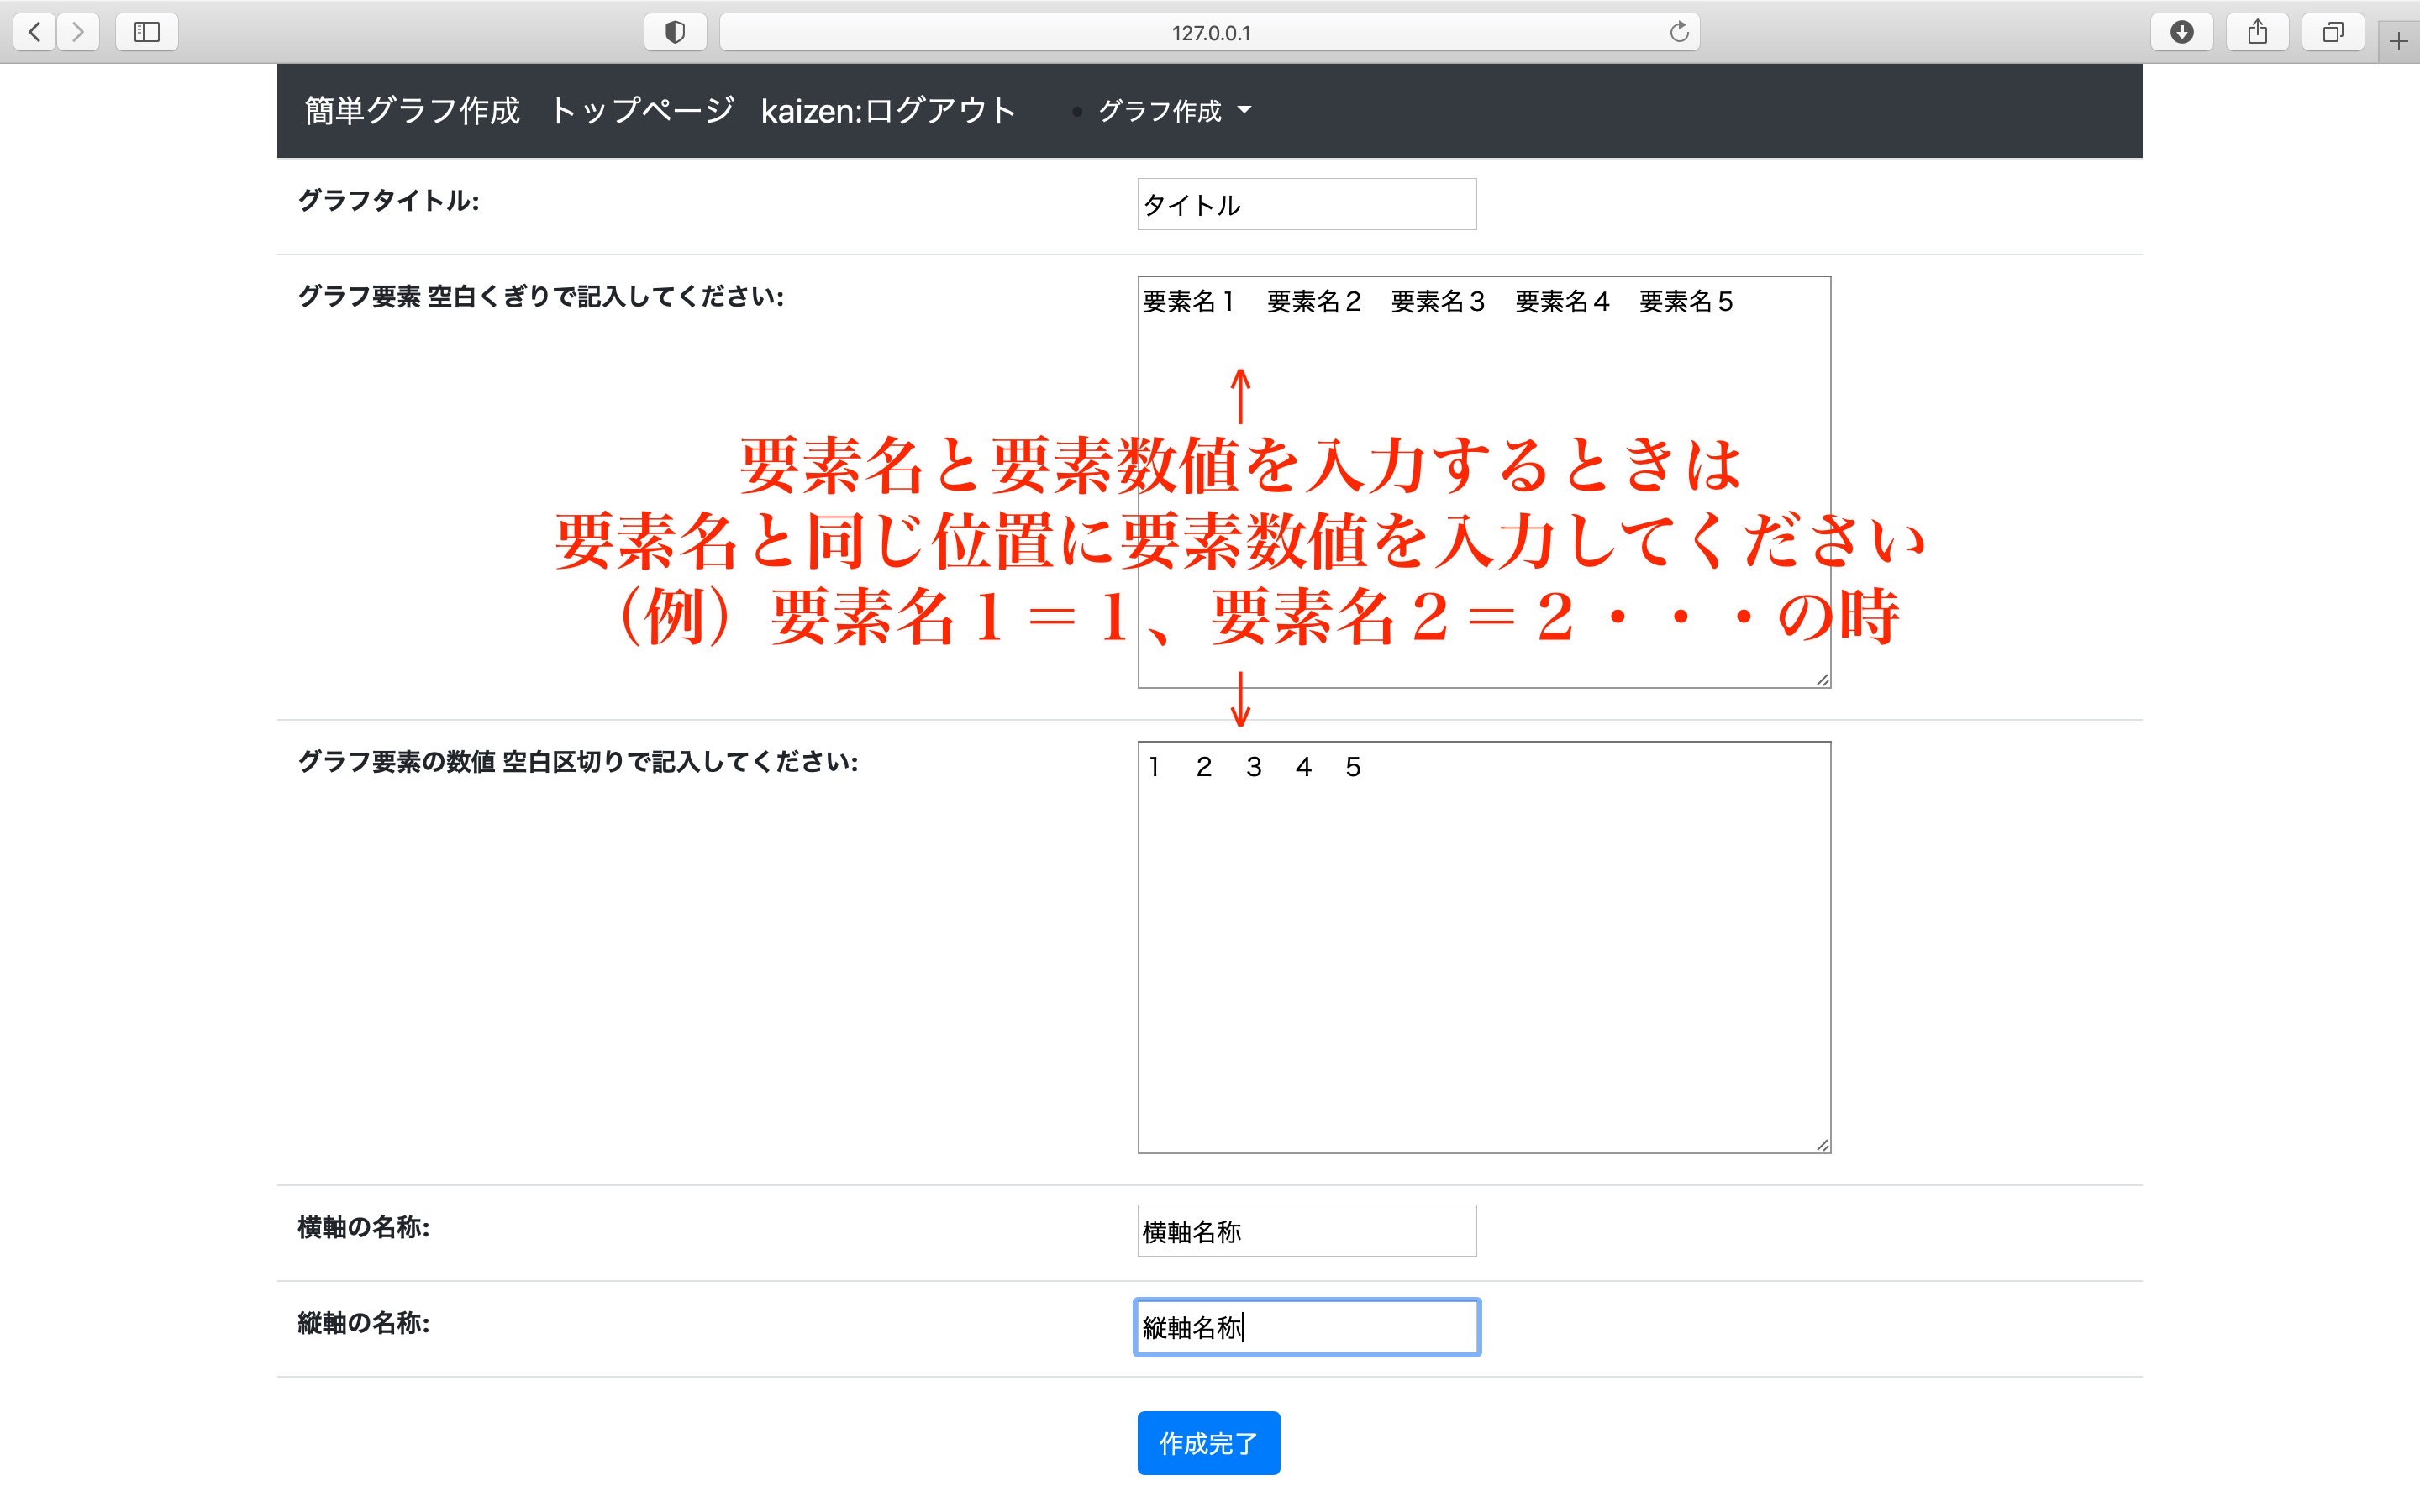 127.0.0.1
簡単グラフ作成 トップページ kaizen:ログアウト • グラフ作成
グラフタイトル:
タイトル
グラフ要素 空白くぎりで記入してください:
要素名１　要素名２　要素名３　要素名４　要素名５
↑
要素名と要素数値を入力するときは
要素名と同じ位置に要素数値を入力してください
（例）要素名１＝１、要素名２＝２・・・の時
↓
グラフ要素の数値 空白区切りで記入してください:
１　２　３　４　５
横軸の名称:
横軸名称
縦軸の名称:
縦軸名称
作成完了